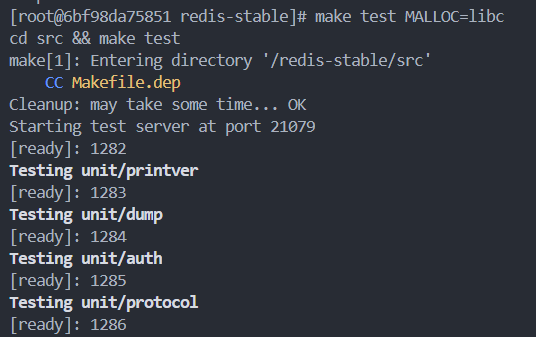 [root@6bf98da75851 redis-stable]# make test MALLOC=libc
cd src && make test
make[1]: Entering directory '/redis-stable/src'
    CC Makefile.dep
Cleanup: may take some time... OK
Starting test server at port 21079
[ready]: 1282
Testing unit/printver
[ready]: 1283
Testing unit/dump
[ready]: 1284
Testing unit/auth
[ready]: 1285
Testing unit/protocol
[ready]: 1286